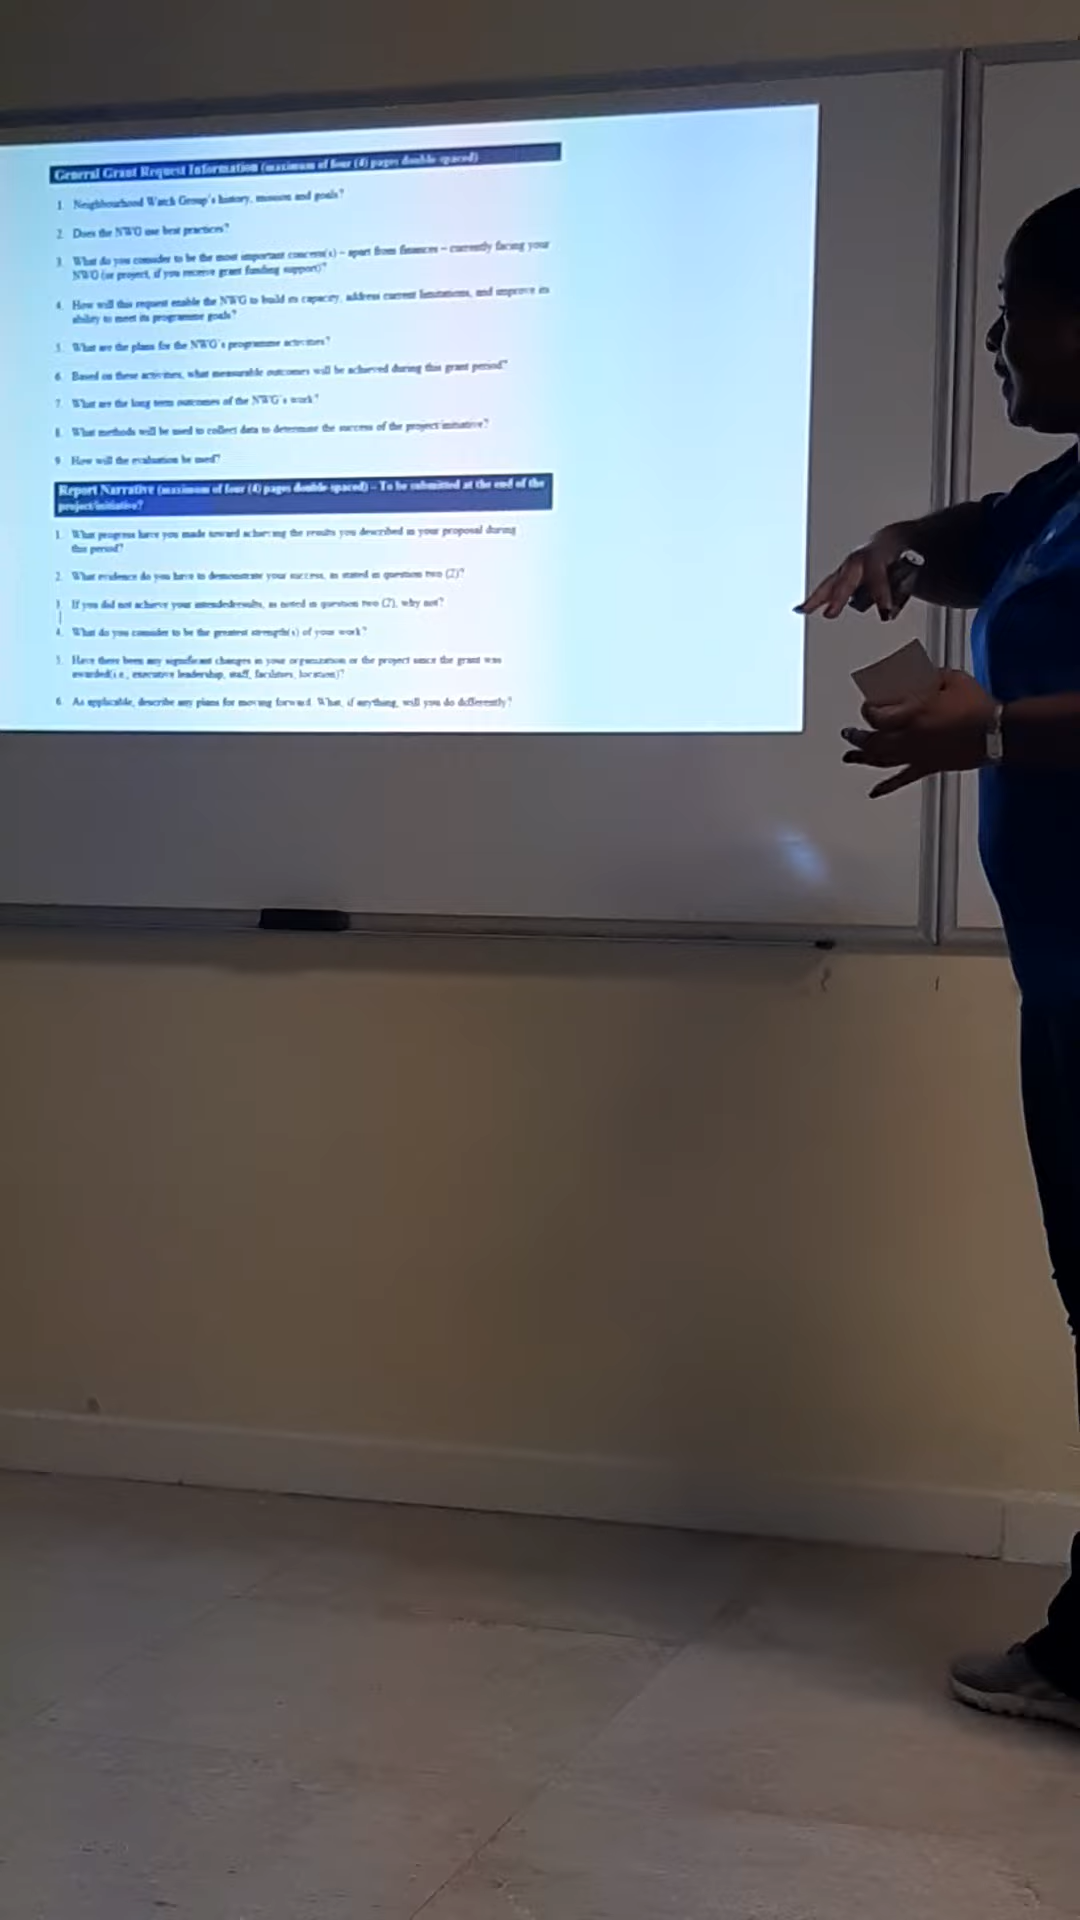 General Grant Request Information (maximum of four (4) pages double spaced)
1. Neighbourhood Watch Group's history, mission and goals?
2. Does the NWG use best practices?
3. What do you consider to be the most important concern(s) – apart from finances – currently facing your
NWG (or project, if you receive grant funding support)?
4. How will this request enable the NWG to build its capacity, address current limitations, and improve its
ability to meet its programme goals?
5. What are the plans for the NWG's programme activities?
6. Based on these activities, what measurable outcomes will be achieved during this grant period?
7. What are the long term outcomes of the NWG's work?
8. What methods will be used to collect data to determine the success of the project/initiative?
9. How will the evaluation be used?
Report Narrative (maximum of four (4) pages double spaced) – To be submitted at the end of the
project/initiative?
1. What progress have you made toward achieving the results you described in your proposal during
this period?
2. What evidence do you have to demonstrate your success, as stated in question two (2)?
3. If you did not achieve your intendedresults, as noted in question two (2), why not?
4. What do you consider to be the greatest strength(s) of your work?
5. Have there been any significant changes in your organization or the project since the grant was
awarded(i.e., executive leadership, staff, facilities, location)?
6. As applicable, describe any plans for moving forward. What, if anything, will you do differently?